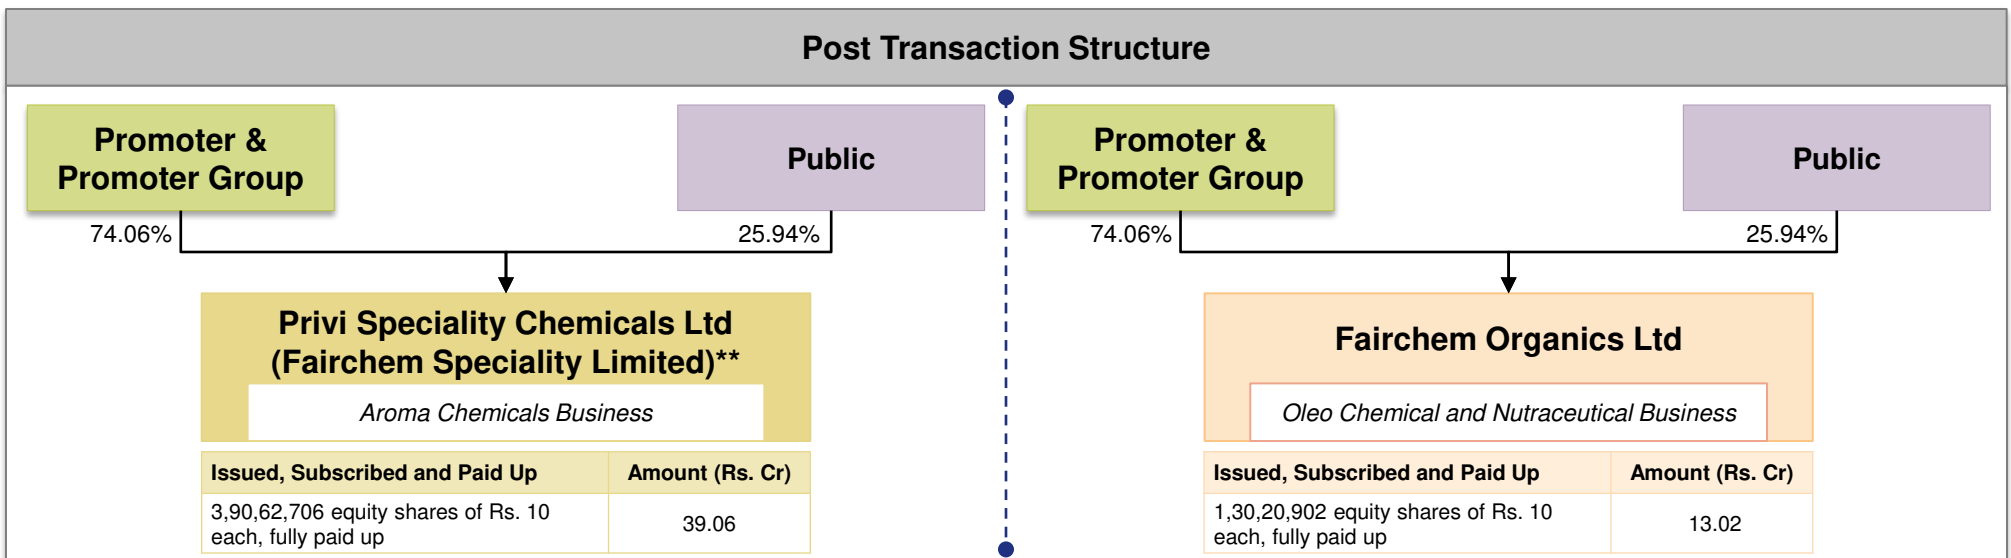 Post Transaction Structure
Promoter &
Promoter Group
Public
74.06%
25.94%
Privi Speciality Chemicals Ltd
(Fairchem Speciality Limited)**
Aroma Chemicals Business
Issued, Subscribed and Paid Up
Amount (Rs. Cr)
3,90,62,706 equity shares of Rs. 10
each, fully paid up
39.06
Promoter &
Promoter Group
Public
74.06%
25.94%
Fairchem Organics Ltd
Oleo Chemical and Nutraceutical Business
Issued, Subscribed and Paid Up
Amount (Rs. Cr)
1,30,20,902 equity shares of Rs. 10
each, fully paid up
13.02